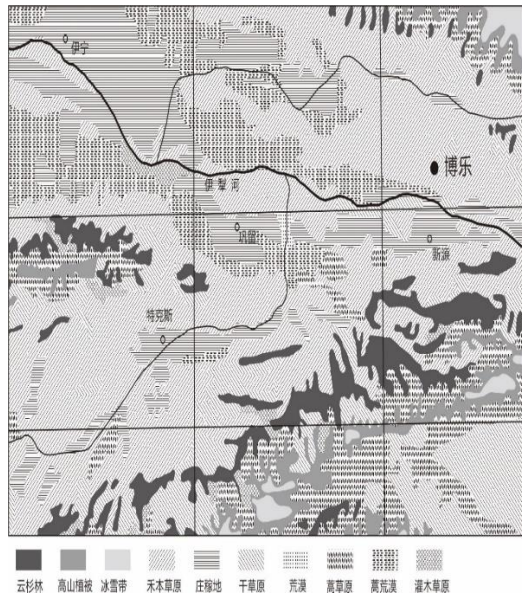 伊宁
博乐
伊犁河
巩留
新源
特克斯
云杉林 高山植被 冰雪带 禾本草原 庄稼地 干草原 荒漠 蒿草原 蒿荒漠 灌木草原